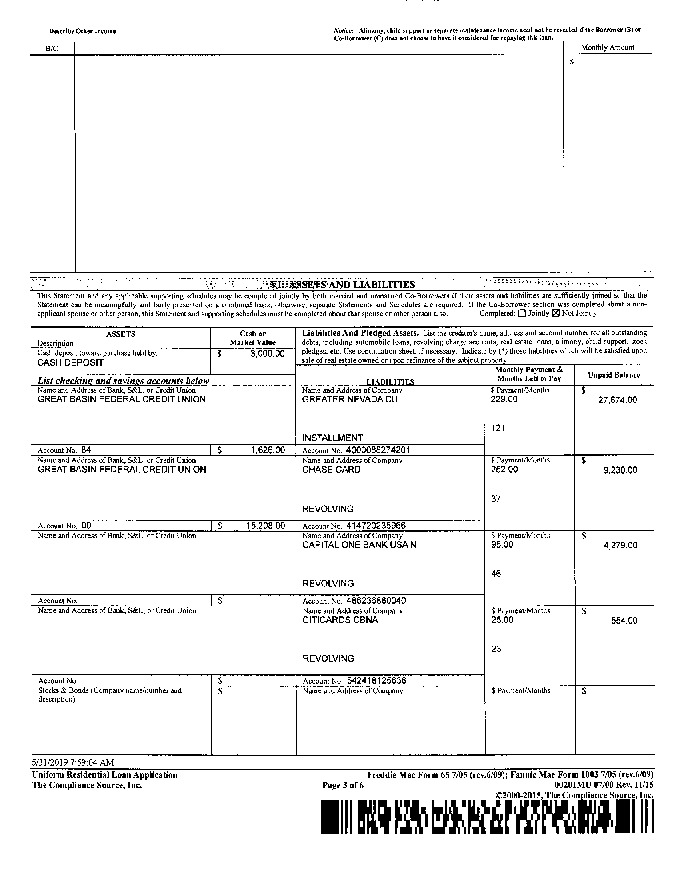 Describe Other Income
Notice: Alimony, child support or separate maintenance income need not be revealed if the Borrower (B) or
Co-Borrower (C) does not choose to have it considered for repaying this loan.
B/C
Monthly Amount
$
ASSETS AND LIABILITIES
This Statement and any applicable supporting schedules may be completed jointly by both married and unmarried Co-Borrowers if their assets and liabilities are sufficiently joined so that the
Statement can be meaningfully and fairly presented on a combined basis; otherwise, separate Statements and Schedules are required. If the Co-Borrower section was completed about a non-
applicant spouse or other person, this Statement and supporting schedules must be completed about that spouse or other person also.
Completed: ☐ Jointly ☒ Not Jointly
ASSETS
Description
Cash or
Market Value
Liabilities And Pledged Assets. List the creditor's name, address and account number for all outstanding
debts, including automobile loans, revolving charge accounts, real estate loans, alimony, child support, stock
pledges, etc. Use continuation sheet, if necessary. Indicate by (*) those liabilities which will be satisfied upon
sale of real estate owned or upon refinance of the subject property.
Cash deposit toward purchase held by:
CASH DEPOSIT
$ 3,000.00
LIABILITIES
Monthly Payment &
Months Left to Pay
Unpaid Balance
List checking and savings accounts below
Name and Address of Bank, S&L, or Credit Union
GREAT BASIN FEDERAL CREDIT UNION
Name and Address of Company
GREATER NEVADA CU
INSTALLMENT
$ Payment/Months
229.00
121
$
27,674.00
Account No. 84
$ 1,626.00
Account No. 4000086274201
Name and Address of Bank, S&L, or Credit Union
GREAT BASIN FEDERAL CREDIT UNION
Name and Address of Company
CHASE CARD
REVOLVING
$ Payment/Months
262.00
37
$
9,230.00
Account No. 00
$ 15,208.00
Account No. 414720235966
Name and Address of Bank, S&L, or Credit Union
Name and Address of Company
CAPITAL ONE BANK USA N
REVOLVING
$ Payment/Months
95.00
46
$
4,279.00
Account No.
$
Account No. 486236660040
Name and Address of Bank, S&L, or Credit Union
Name and Address of Company
CITICARDS CBNA
REVOLVING
$ Payment/Months
25.00
23
$
554.00
Account No
$
Account No 542418125636
Stocks & Bonds (Company name/number and
description)
$
Name and Address of Company
$ Payment/Months
$
5/31/2019 7:59:04 AM
Uniform Residential Loan Application
The Compliance Source, Inc.
Page 3 of 6
Freddie Mac Form 65 7/05 (rev.6/09); Fannie Mae Form 1003 7/05 (rev.6/09)
00201MU 07/00 Rev. 11/15
©2000-2015, The Compliance Source, Inc.